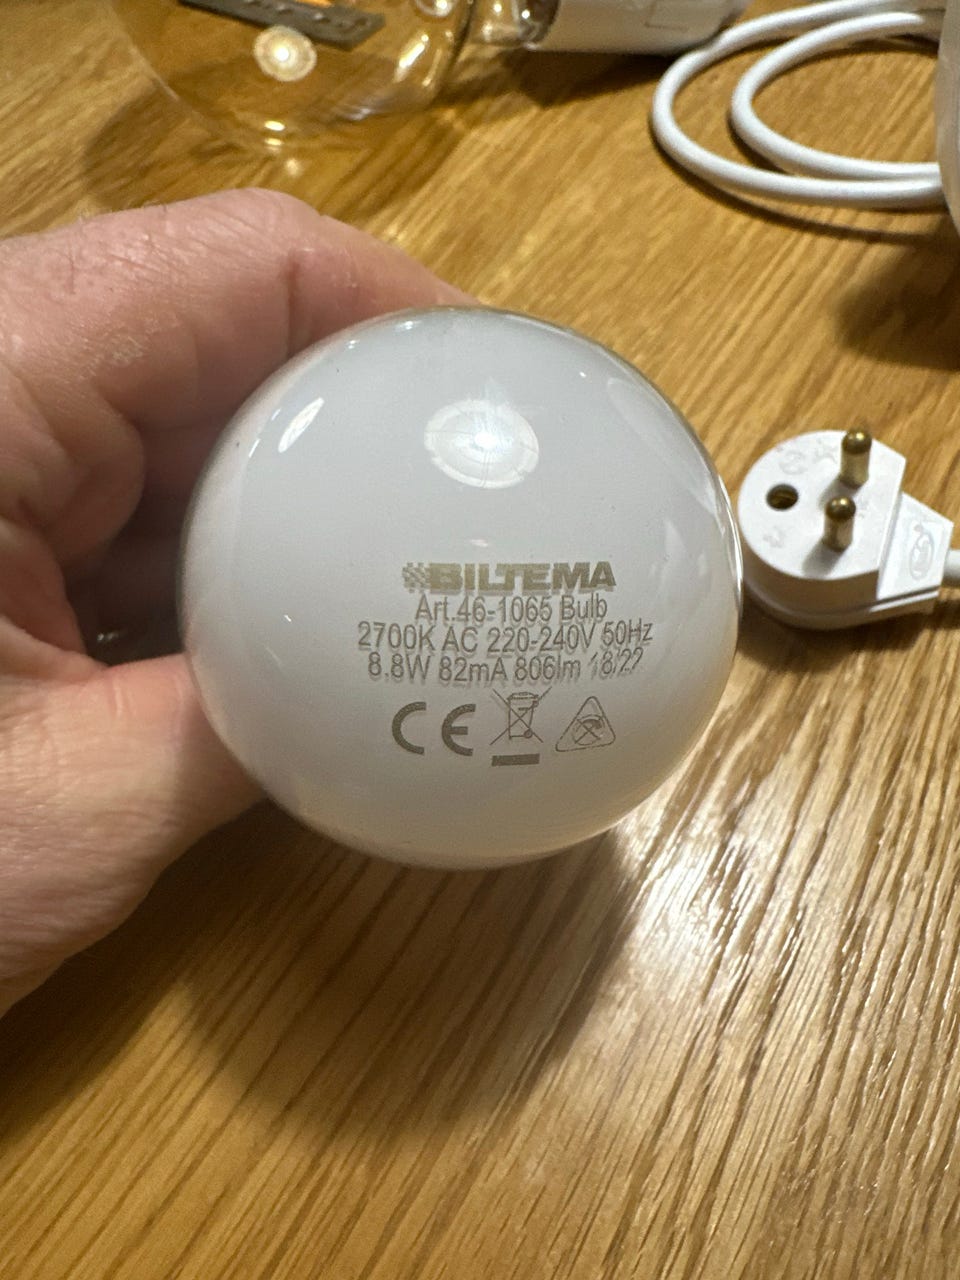 BILTEMA
Art.46-1065 Bulb
2700K AC 220-240V 50Hz
8.8W 82mA 806lm 18/22
CE